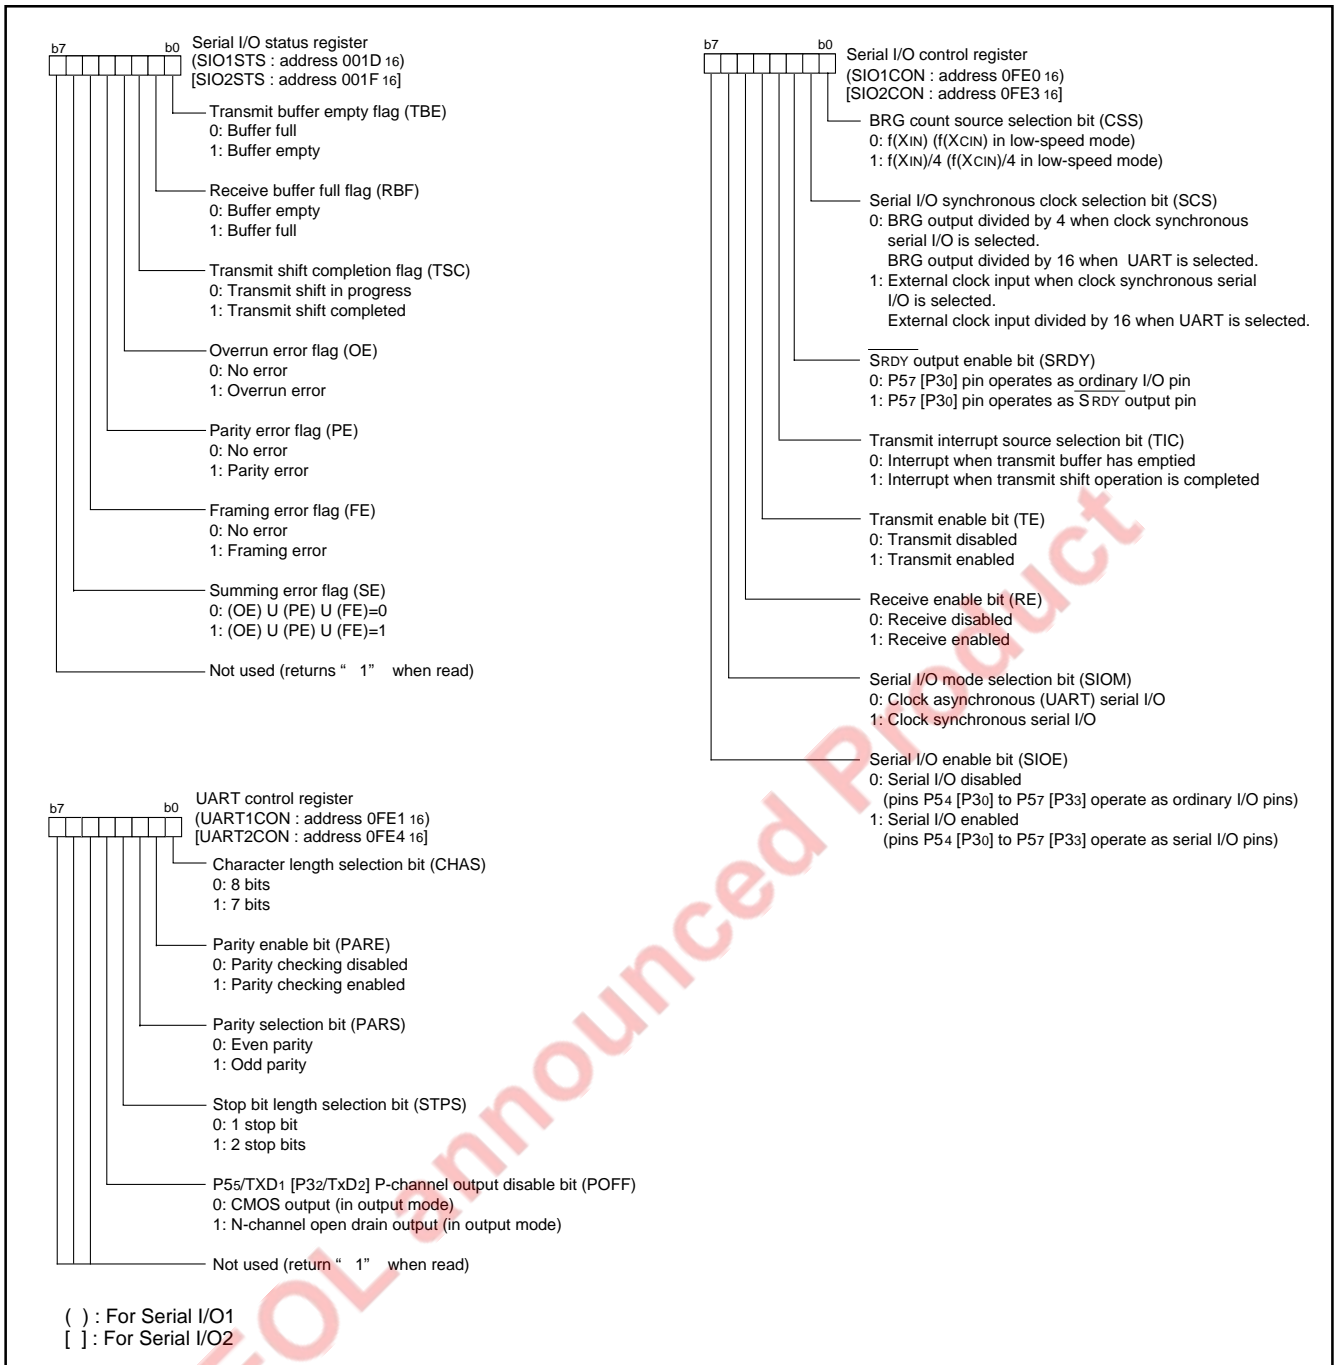 b7 b0 Serial I/O status register
(SIO1STS : address 001D 16)
[SIO2STS : address 001F 16]
Transmit buffer empty flag (TBE)
0: Buffer full
1: Buffer empty
Receive buffer full flag (RBF)
0: Buffer empty
1: Buffer full
Transmit shift completion flag (TSC)
0: Transmit shift in progress
1: Transmit shift completed
Overrun error flag (OE)
0: No error
1: Overrun error
Parity error flag (PE)
0: No error
1: Parity error
Framing error flag (FE)
0: No error
1: Framing error
Summing error flag (SE)
0: (OE) U (PE) U (FE)=0
1: (OE) U (PE) U (FE)=1
Not used (returns “ 1” when read)
b7 b0 UART control register
(UART1CON : address 0FE1 16)
[UART2CON : address 0FE4 16]
Character length selection bit (CHAS)
0: 8 bits
1: 7 bits
Parity enable bit (PARE)
0: Parity checking disabled
1: Parity checking enabled
Parity selection bit (PARS)
0: Even parity
1: Odd parity
Stop bit length selection bit (STPS)
0: 1 stop bit
1: 2 stop bits
P55/TXD1 [P32/TxD2] P-channel output disable bit (POFF)
0: CMOS output (in output mode)
1: N-channel open drain output (in output mode)
Not used (return “ 1” when read)
( ) : For Serial I/O1
[ ] : For Serial I/O2
b7 b0 Serial I/O control register
(SIO1CON : address 0FE0 16)
[SIO2CON : address 0FE3 16]
BRG count source selection bit (CSS)
0: f(XIN) (f(XCIN) in low-speed mode)
1: f(XIN)/4 (f(XCIN)/4 in low-speed mode)
Serial I/O synchronous clock selection bit (SCS)
0: BRG output divided by 4 when clock synchronous
serial I/O is selected.
BRG output divided by 16 when UART is selected.
1: External clock input when clock synchronous serial
I/O is selected.
External clock input divided by 16 when UART is selected.
SRDY output enable bit (SRDY)
0: P57 [P30] pin operates as ordinary I/O pin
1: P57 [P30] pin operates as SRDY output pin
Transmit interrupt source selection bit (TIC)
0: Interrupt when transmit buffer has emptied
1: Interrupt when transmit shift operation is completed
Transmit enable bit (TE)
0: Transmit disabled
1: Transmit enabled
Receive enable bit (RE)
0: Receive disabled
1: Receive enabled
Serial I/O mode selection bit (SIOM)
0: Clock asynchronous (UART) serial I/O
1: Clock synchronous serial I/O
Serial I/O enable bit (SIOE)
0: Serial I/O disabled
(pins P54 [P30] to P57 [P33] operate as ordinary I/O pins)
1: Serial I/O enabled
(pins P54 [P30] to P57 [P33] operate as serial I/O pins)
EOL announced Product